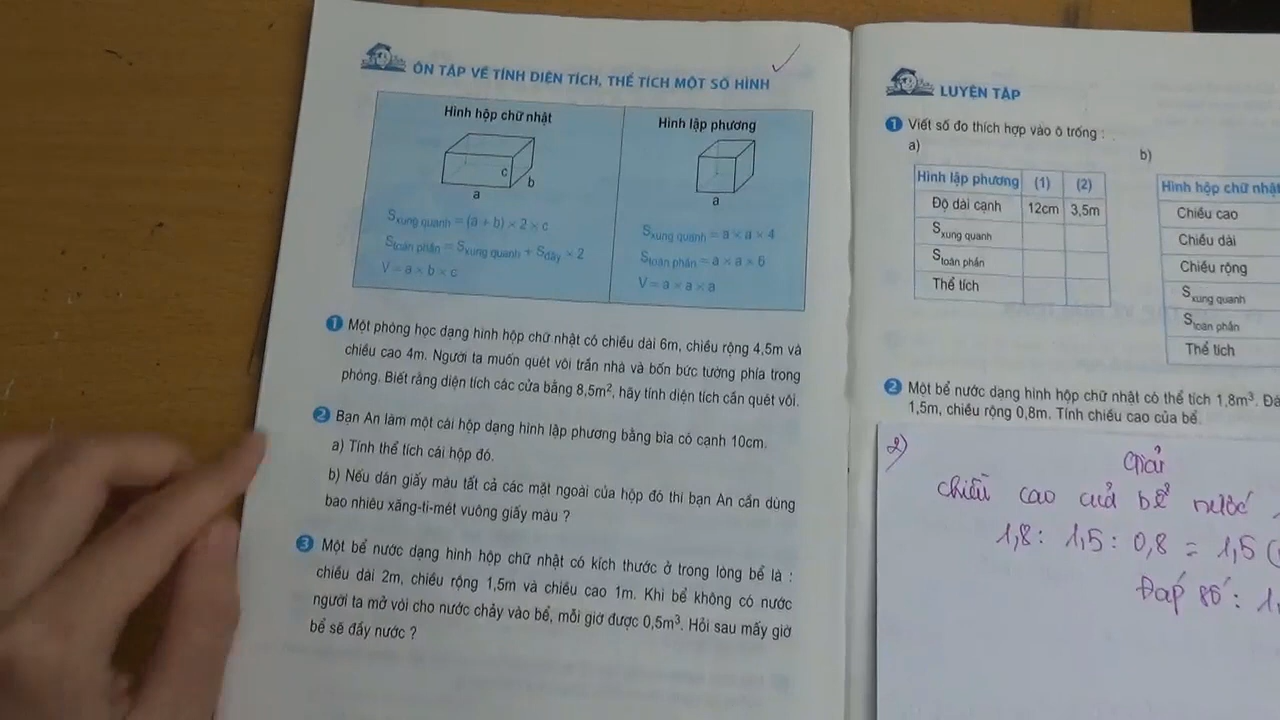 ÔN TẬP VỀ TÍNH DIỆN TÍCH, THỂ TÍCH MỘT SỐ HÌNH
Hình hộp chữ nhật
c
b
a
Sxung quanh = (a + b) × 2 × c
Stoàn phần = Sxung quanh + Sđáy × 2
V = a × b × c
Hình lập phương
a
Sxung quanh = a × a × 4
Stoàn phần = a × a × 6
V = a × a × a
1 Một phòng học dạng hình hộp chữ nhật có chiều dài 6m, chiều rộng 4,5m và
chiều cao 4m. Người ta muốn quét vôi trần nhà và bốn bức tường phía trong
phòng. Biết rằng diện tích các cửa bằng 8,5m², hãy tính diện tích cần quét vôi.
2 Bạn An làm một cái hộp dạng hình lập phương bằng bìa có cạnh 10cm.
a) Tính thể tích cái hộp đó.
b) Nếu dán giấy màu tất cả các mặt ngoài của hộp đó thì bạn An cần dùng
bao nhiêu xăng-ti-mét vuông giấy màu ?
3 Một bể nước dạng hình hộp chữ nhật có kích thước ở trong lòng bể là :
chiều dài 2m, chiều rộng 1,5m và chiều cao 1m. Khi bể không có nước
người ta mở vòi cho nước chảy vào bể, mỗi giờ được 0,5m³. Hỏi sau mấy giờ
bể sẽ đầy nước ?
LUYỆN TẬP
1 Viết số đo thích hợp vào ô trống :
a)
Hình lập phương (1) (2)
Độ dài cạnh 12cm 3,5m
Sxung quanh
Stoàn phần
Thể tích
b)
Hình hộp chữ nhật
Chiều cao
Chiều dài
Chiều rộng
Sxung quanh
Stoàn phần
Thể tích
2 Một bể nước dạng hình hộp chữ nhật có thể tích 1,8m³.
1,5m, chiều rộng 0,8m. Tính chiều cao của bể.
2)
Giải
Chiều cao của bể nước
1,8 : 1,5 : 0,8 = 1,5 (
Đáp số : 1,